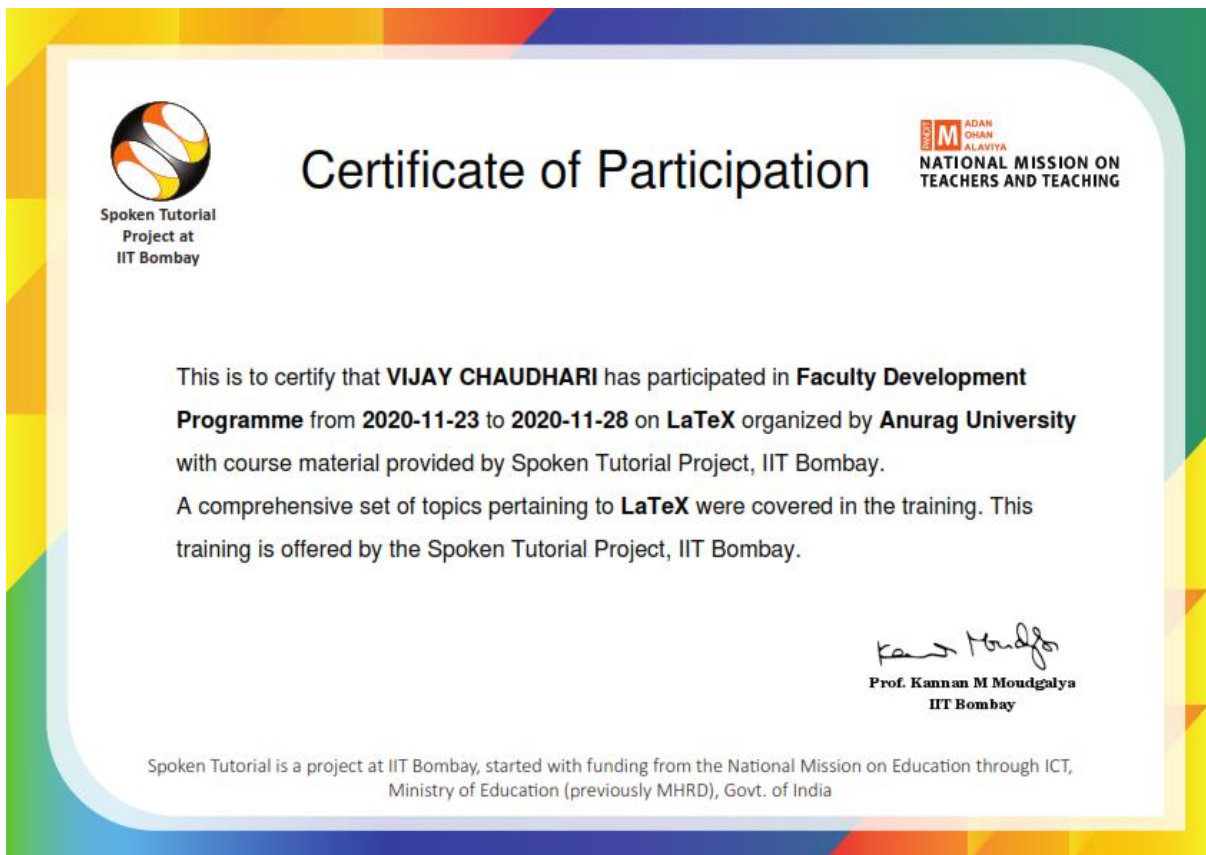 Spoken Tutorial
Project at
IIT Bombay
Certificate of Participation
PANDIT
MADAN
MOHAN
MALAVIYA
NATIONAL MISSION ON
TEACHERS AND TEACHING
This is to certify that VIJAY CHAUDHARI has participated in Faculty Development
Programme from 2020-11-23 to 2020-11-28 on LaTeX organized by Anurag University
with course material provided by Spoken Tutorial Project, IIT Bombay.
A comprehensive set of topics pertaining to LaTeX were covered in the training. This
training is offered by the Spoken Tutorial Project, IIT Bombay.
Prof. Kannan M Moudgalya
IIT Bombay
Spoken Tutorial is a project at IIT Bombay, started with funding from the National Mission on Education through ICT,
Ministry of Education (previously MHRD), Govt. of India